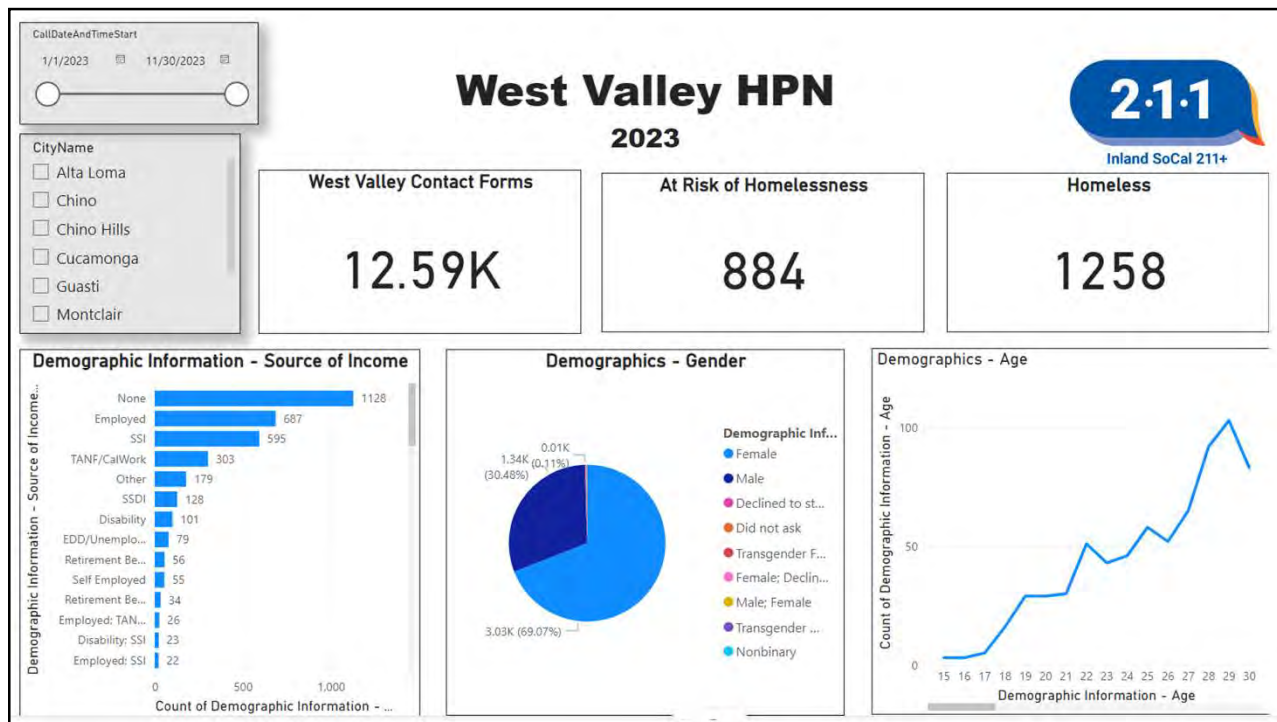 CallDateAndTimeStart
1/1/2023 11/30/2023
West Valley HPN
2023
2·1·1
Inland SoCal 211+
CityName
Alta Loma
Chino
Chino Hills
Cucamonga
Guasti
Montclair
West Valley Contact Forms
12.59K
At Risk of Homelessness
884
Homeless
1258
Demographic Information - Source of Income
Demographic Information - Source of Income...
None 1128
Employed 687
SSI 595
TANF/CalWork 303
Other 179
SSDI 128
Disability 101
EDD/Unemplo... 79
Retirement Be... 56
Self Employed 55
Retirement Be... 34
Employed: TAN... 26
Disability: SSI 23
Employed: SSI 22
0 500 1,000
Count of Demographic Information - ...
Demographics - Gender
0.01K
(0.11%)
1.34K
(30.48%)
3.03K (69.07%)
Demographic Inf...
Female
Male
Declined to st...
Did not ask
Transgender F...
Female; Declin...
Male; Female
Transgender ...
Nonbinary
Demographics - Age
Count of Demographic Information - Age
100
50
0
15 16 17 18 19 20 21 22 23 24 25 26 27 28 29 30
Demographic Information - Age